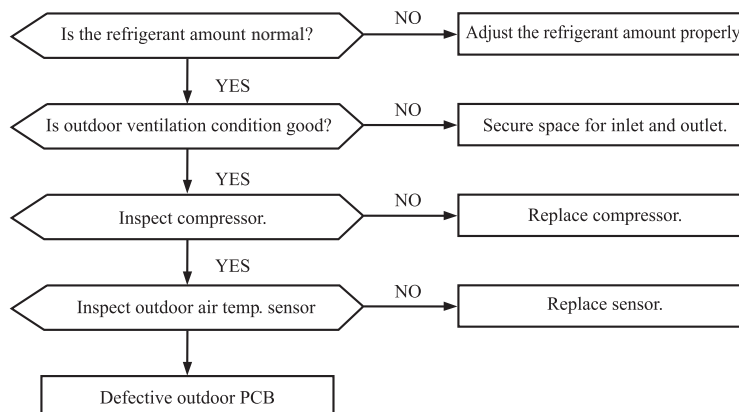 Is the refrigerant amount normal?
NO
Adjust the refrigerant amount properly
YES
Is outdoor ventilation condition good?
NO
Secure space for inlet and outlet.
YES
Inspect compressor.
NO
Replace compressor.
YES
Inspect outdoor air temp. sensor
NO
Replace sensor.
Defective outdoor PCB